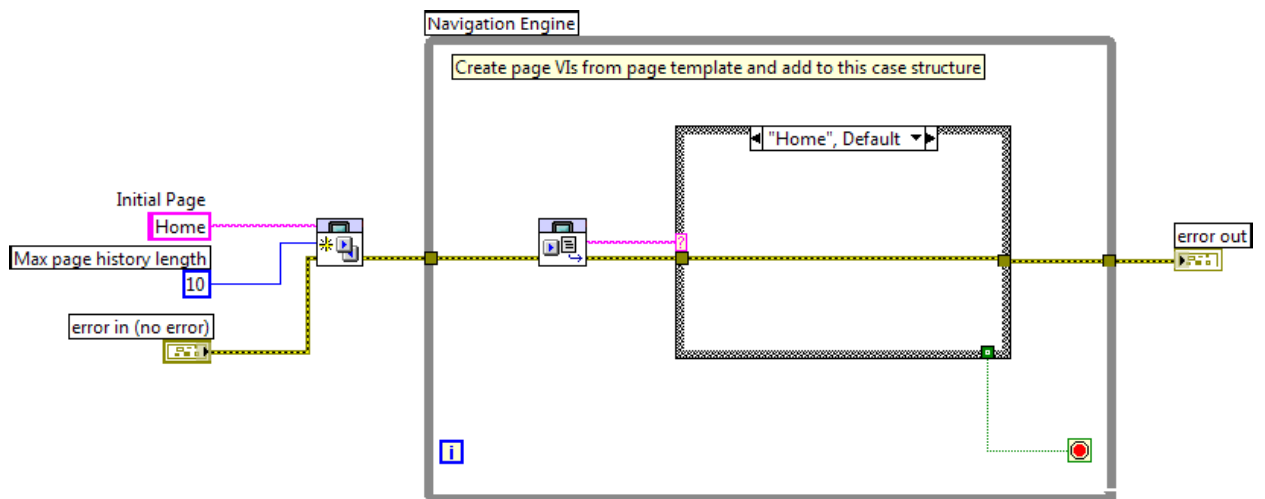 Navigation Engine
Create page VIs from page template and add to this case structure
"Home", Default
Initial Page
Home
Max page history length
10
error in (no error)
?
error out
i